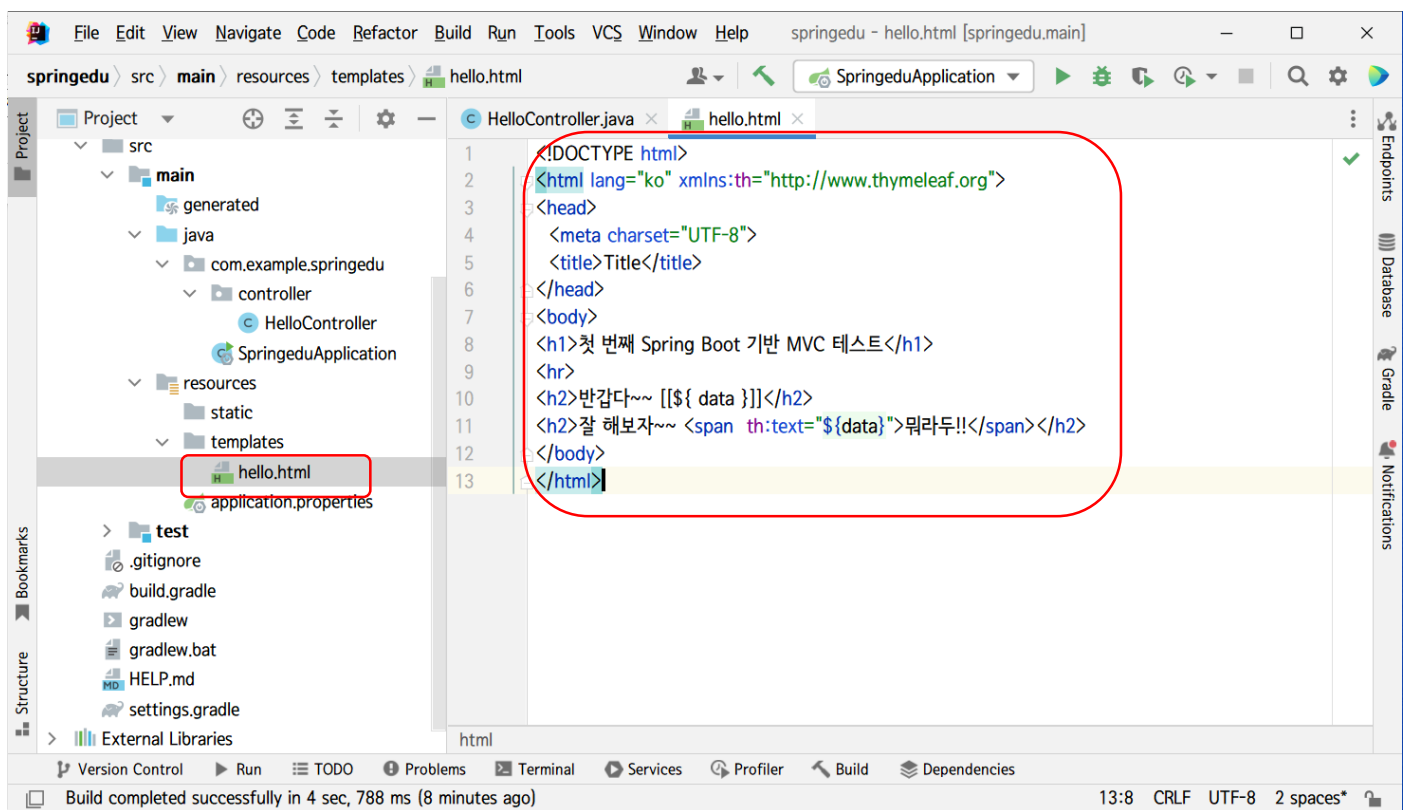 File Edit View Navigate Code Refactor Build Run Tools VCS Window Help springedu - hello.html [springedu.main]
springedu 〉 src 〉 main 〉 resources 〉 templates 〉 hello.html SpringeduApplication
Project
src
main
generated
java
com.example.springedu
controller
HelloController
SpringeduApplication
resources
static
templates
hello.html
application.properties
test
.gitignore
build.gradle
gradlew
gradlew.bat
HELP.md
settings.gradle
External Libraries
HelloController.java hello.html
1 <!DOCTYPE html>
2 <html lang="ko" xmlns:th="http://www.thymeleaf.org">
3 <head>
4 <meta charset="UTF-8">
5 <title>Title</title>
6 </head>
7 <body>
8 <h1>첫 번째 Spring Boot 기반 MVC 테스트</h1>
9 <hr>
10 <h2>반갑다~~ [[${ data }]]</h2>
11 <h2>잘 해보자~~ <span th:text="${data}">뭐라두!!</span></h2>
12 </body>
13 </html>
html
Project
Bookmarks
Structure
Endpoints
Database
Gradle
Notifications
Version Control Run TODO Problems Terminal Services Profiler Build Dependencies
Build completed successfully in 4 sec, 788 ms (8 minutes ago) 13:8 CRLF UTF-8 2 spaces*